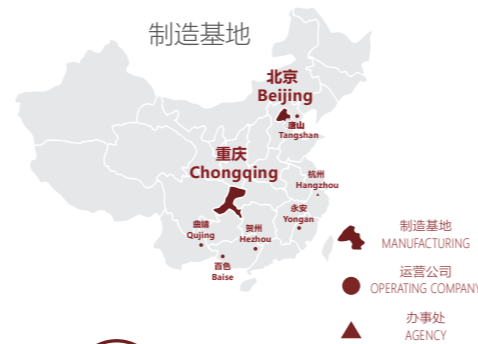 制造基地
北京
Beijing
唐山
Tangshan
重庆
Chongqing
杭州
Hangzhou
永安
Yongan
曲靖
Qujing
贺州
Hezhou
百色
Baise
制造基地
MANUFACTURING
运营公司
OPERATING COMPANY
办事处
AGENCY